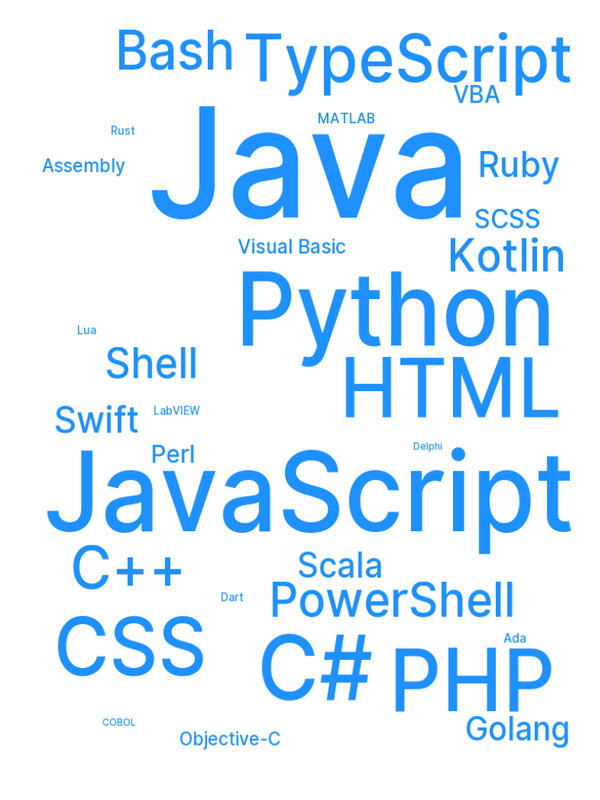 Bash
TypeScript
VBA
MATLAB
Rust
Java
Assembly
Ruby
SCSS
Visual Basic
Kotlin
Python
Lua
Shell
HTML
Swift
LabVIEW
Delphi
Perl
JavaScript
C++
Scala
PowerShell
Dart
CSS
C#
Ada
PHP
COBOL
Golang
Objective-C